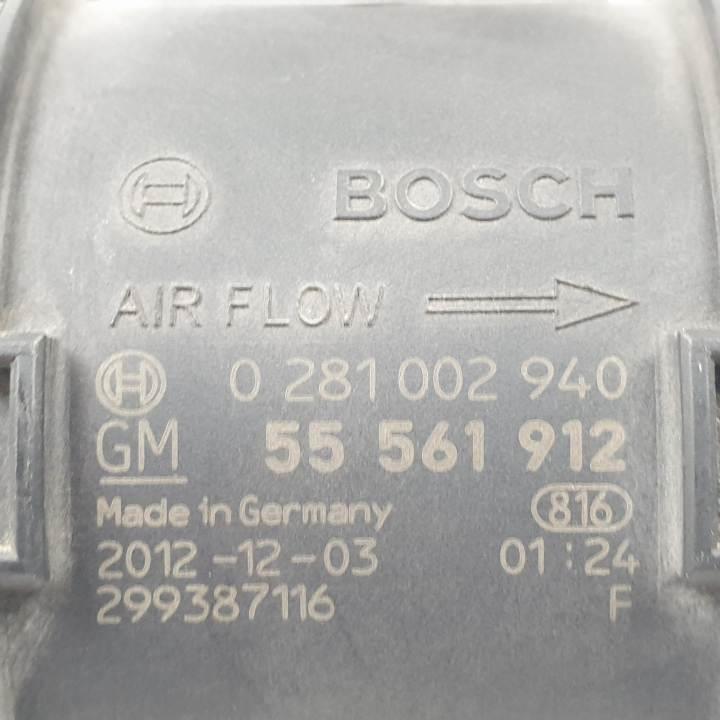 BOSCH
AIR FLOW
0 281 002 940
GM 55 561 912
Made in Germany 816
2012-12-03 01:24
299387116 F